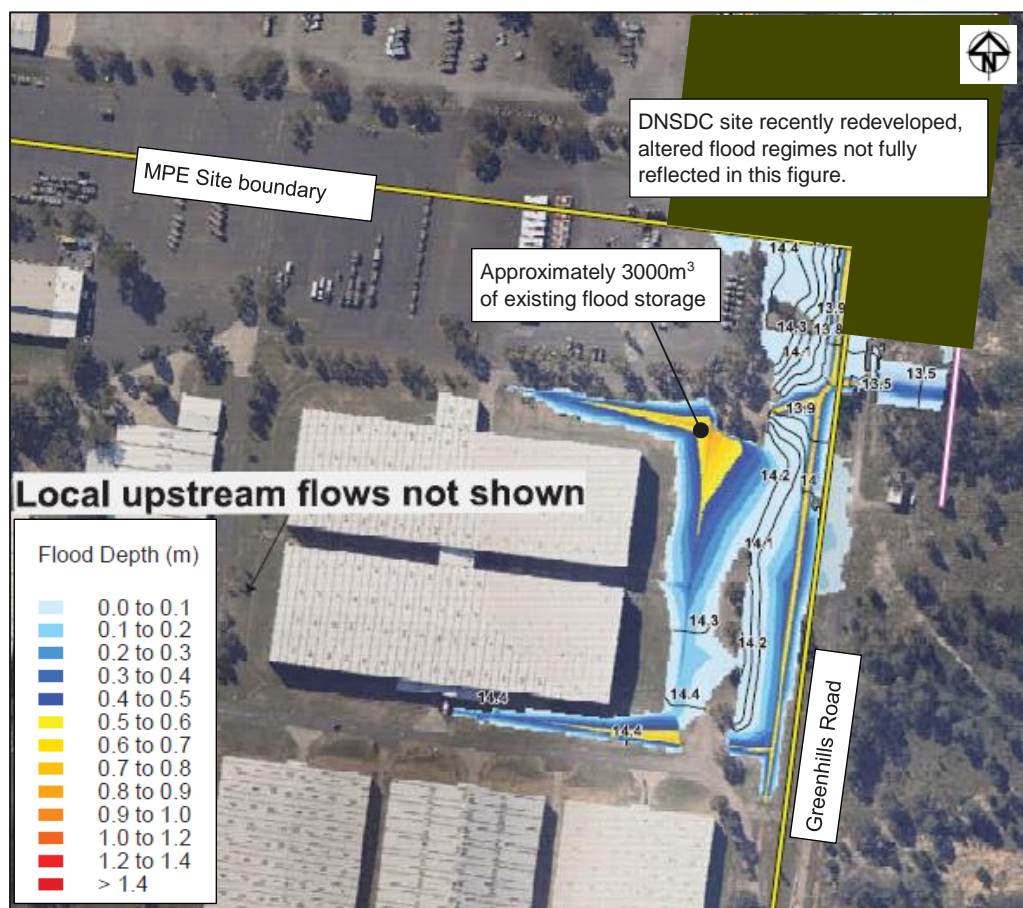 N
DNSDC site recently redeveloped,
altered flood regimes not fully
reflected in this figure.
MPE Site boundary
Approximately 3000m³
of existing flood storage
14.4
13.9
14.3
13.8
14.1
13.5
13.5
13.9
14.2
14
14.1
14.3
14.2
14.4
14.4
14.4
Local upstream flows not shown
Greenhills Road
Flood Depth (m)
0.0 to 0.1
0.1 to 0.2
0.2 to 0.3
0.3 to 0.4
0.4 to 0.5
0.5 to 0.6
0.6 to 0.7
0.7 to 0.8
0.8 to 0.9
0.9 to 1.0
1.0 to 1.2
1.2 to 1.4
> 1.4